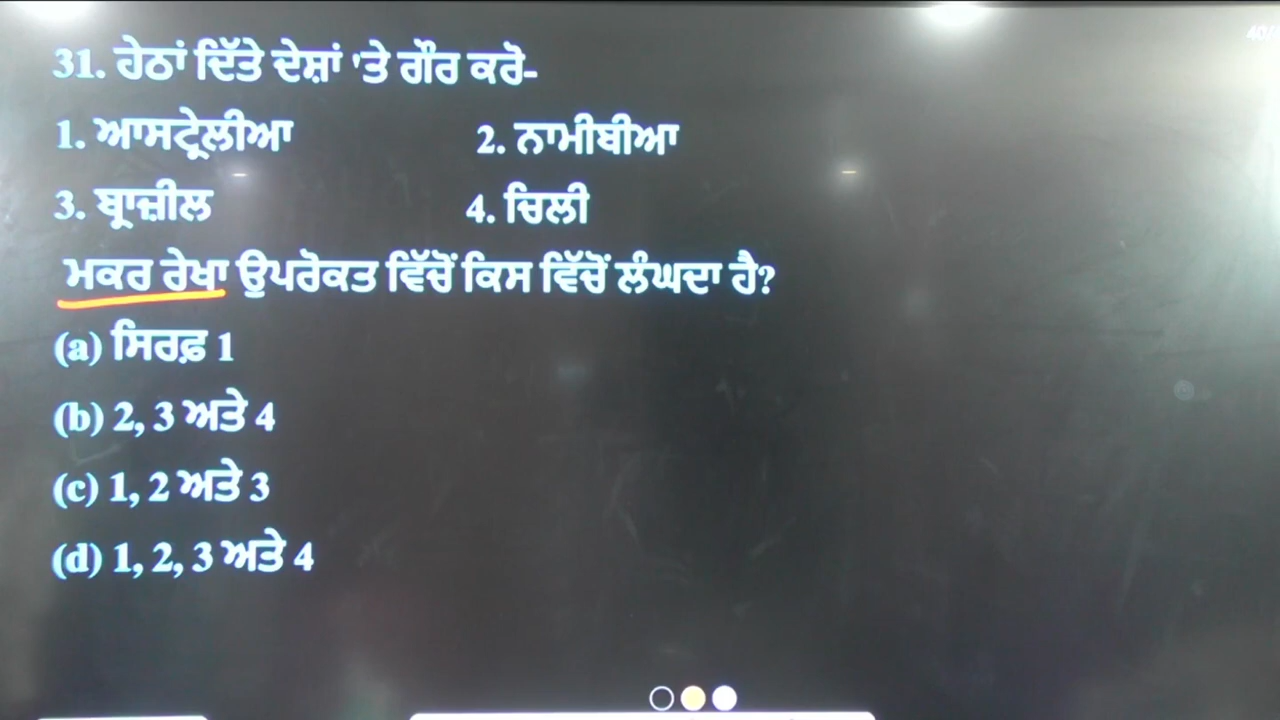 31. ਹੇਠਾਂ ਦਿੱਤੇ ਦੇਸ਼ਾਂ 'ਤੇ ਗੌਰ ਕਰੋ-
1. ਆਸਟ੍ਰੇਲੀਆ 2. ਨਾਮੀਬੀਆ
3. ਬ੍ਰਾਜ਼ੀਲ 4. ਚਿਲੀ
ਮਕਰ ਰੇਖਾ ਉਪਰੋਕਤ ਵਿੱਚੋਂ ਕਿਸ ਵਿੱਚੋਂ ਲੰਘਦਾ ਹੈ?
(a) ਸਿਰਫ਼ 1
(b) 2, 3 ਅਤੇ 4
(c) 1, 2 ਅਤੇ 3
(d) 1, 2, 3 ਅਤੇ 4